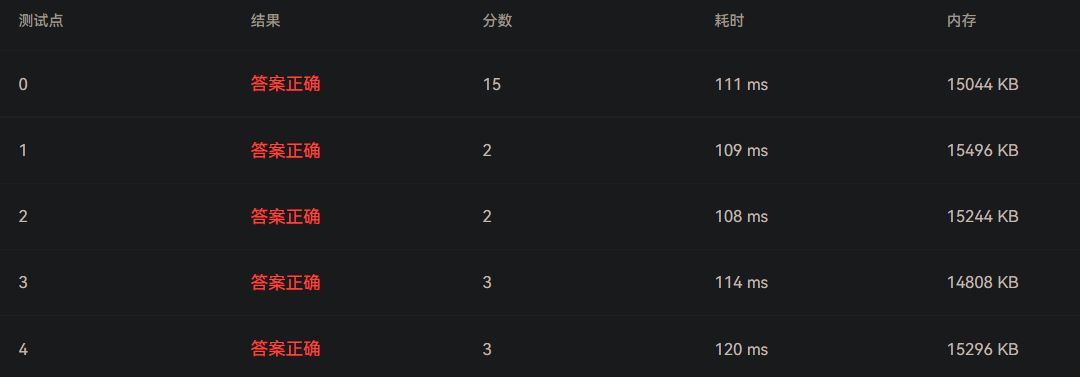 测试点 结果 分数 耗时 内存
0 答案正确 15 111 ms 15044 KB
1 答案正确 2 109 ms 15496 KB
2 答案正确 2 108 ms 15244 KB
3 答案正确 3 114 ms 14808 KB
4 答案正确 3 120 ms 15296 KB